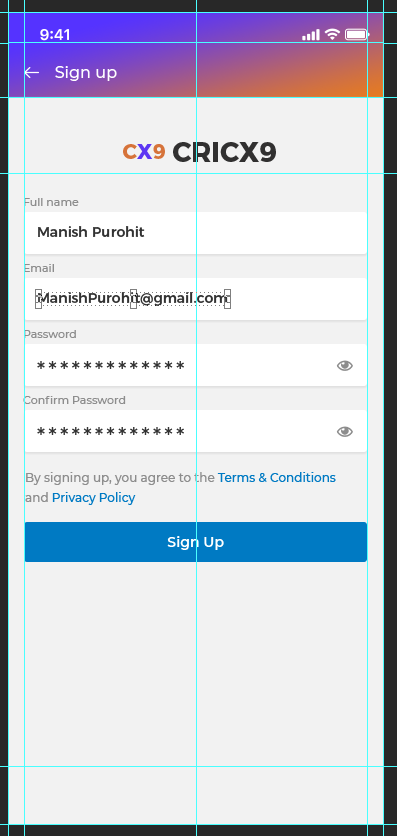 9:41
Sign up
CX9 CRICX9
Full name
Manish Purohit
Email
ManishPurohit@gmail.com
Password
*************
Confirm Password
*************
By signing up, you agree to the Terms & Conditions
and Privacy Policy
Sign Up